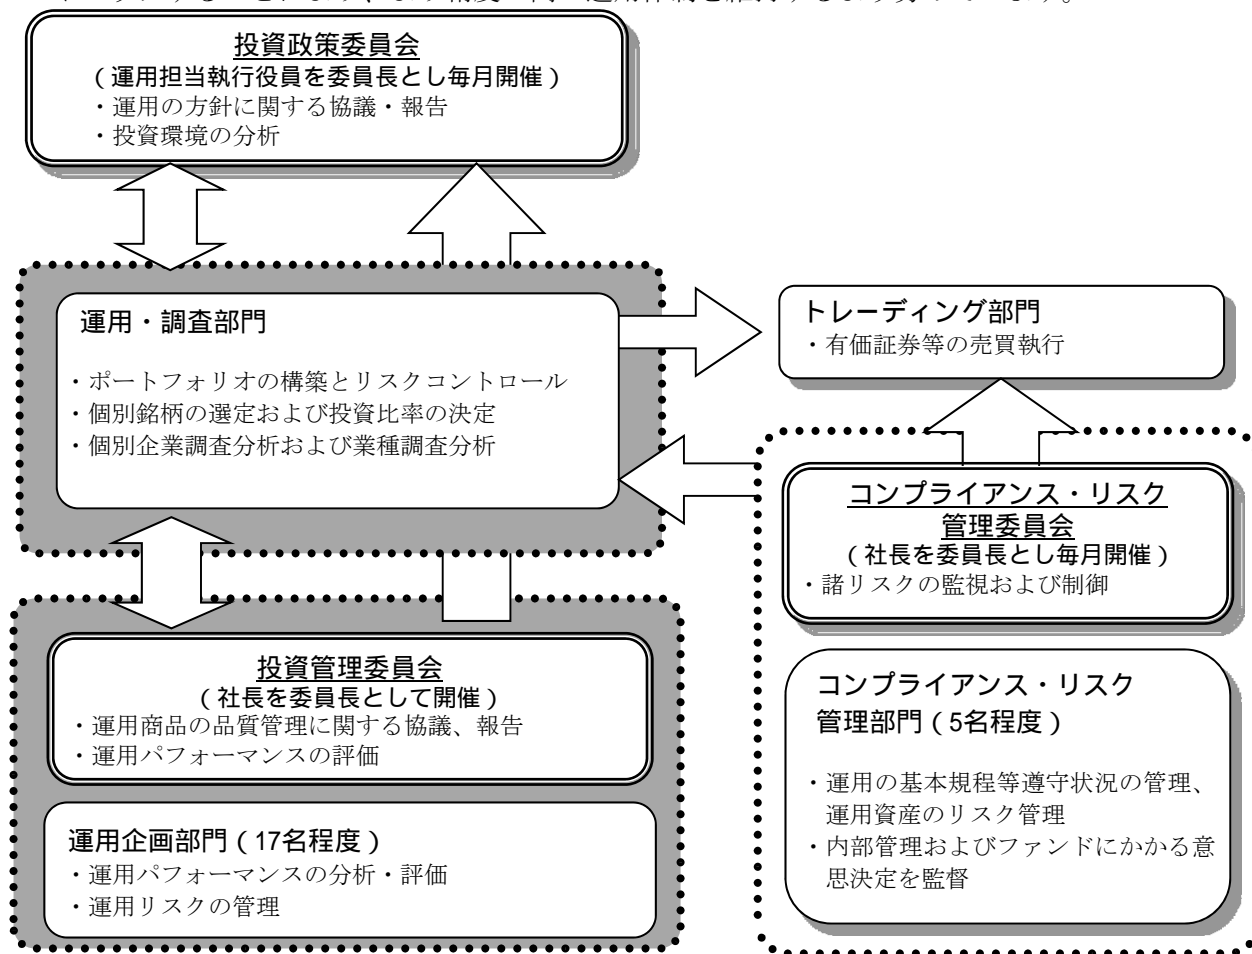 投資政策委員会
(運用担当執行役員を委員長とし毎月開催)
・運用の方針に関する協議・報告
・投資環境の分析
運用・調査部門
・ポートフォリオの構築とリスクコントロール
・個別銘柄の選定および投資比率の決定
・個別企業調査分析および業種調査分析
トレーディング部門
・有価証券等の売買執行
コンプライアンス・リスク
管理委員会
(社長を委員長とし毎月開催)
・諸リスクの監視および制御
投資管理委員会
(社長を委員長として開催)
・運用商品の品質管理に関する協議、報告
・運用パフォーマンスの評価
運用企画部門(17名程度)
・運用パフォーマンスの分析・評価
・運用リスクの管理
コンプライアンス・リスク
管理部門(5名程度)
・運用の基本規程等遵守状況の管理、
運用資産のリスク管理
・内部管理およびファンドにかかる意
思決定を監督